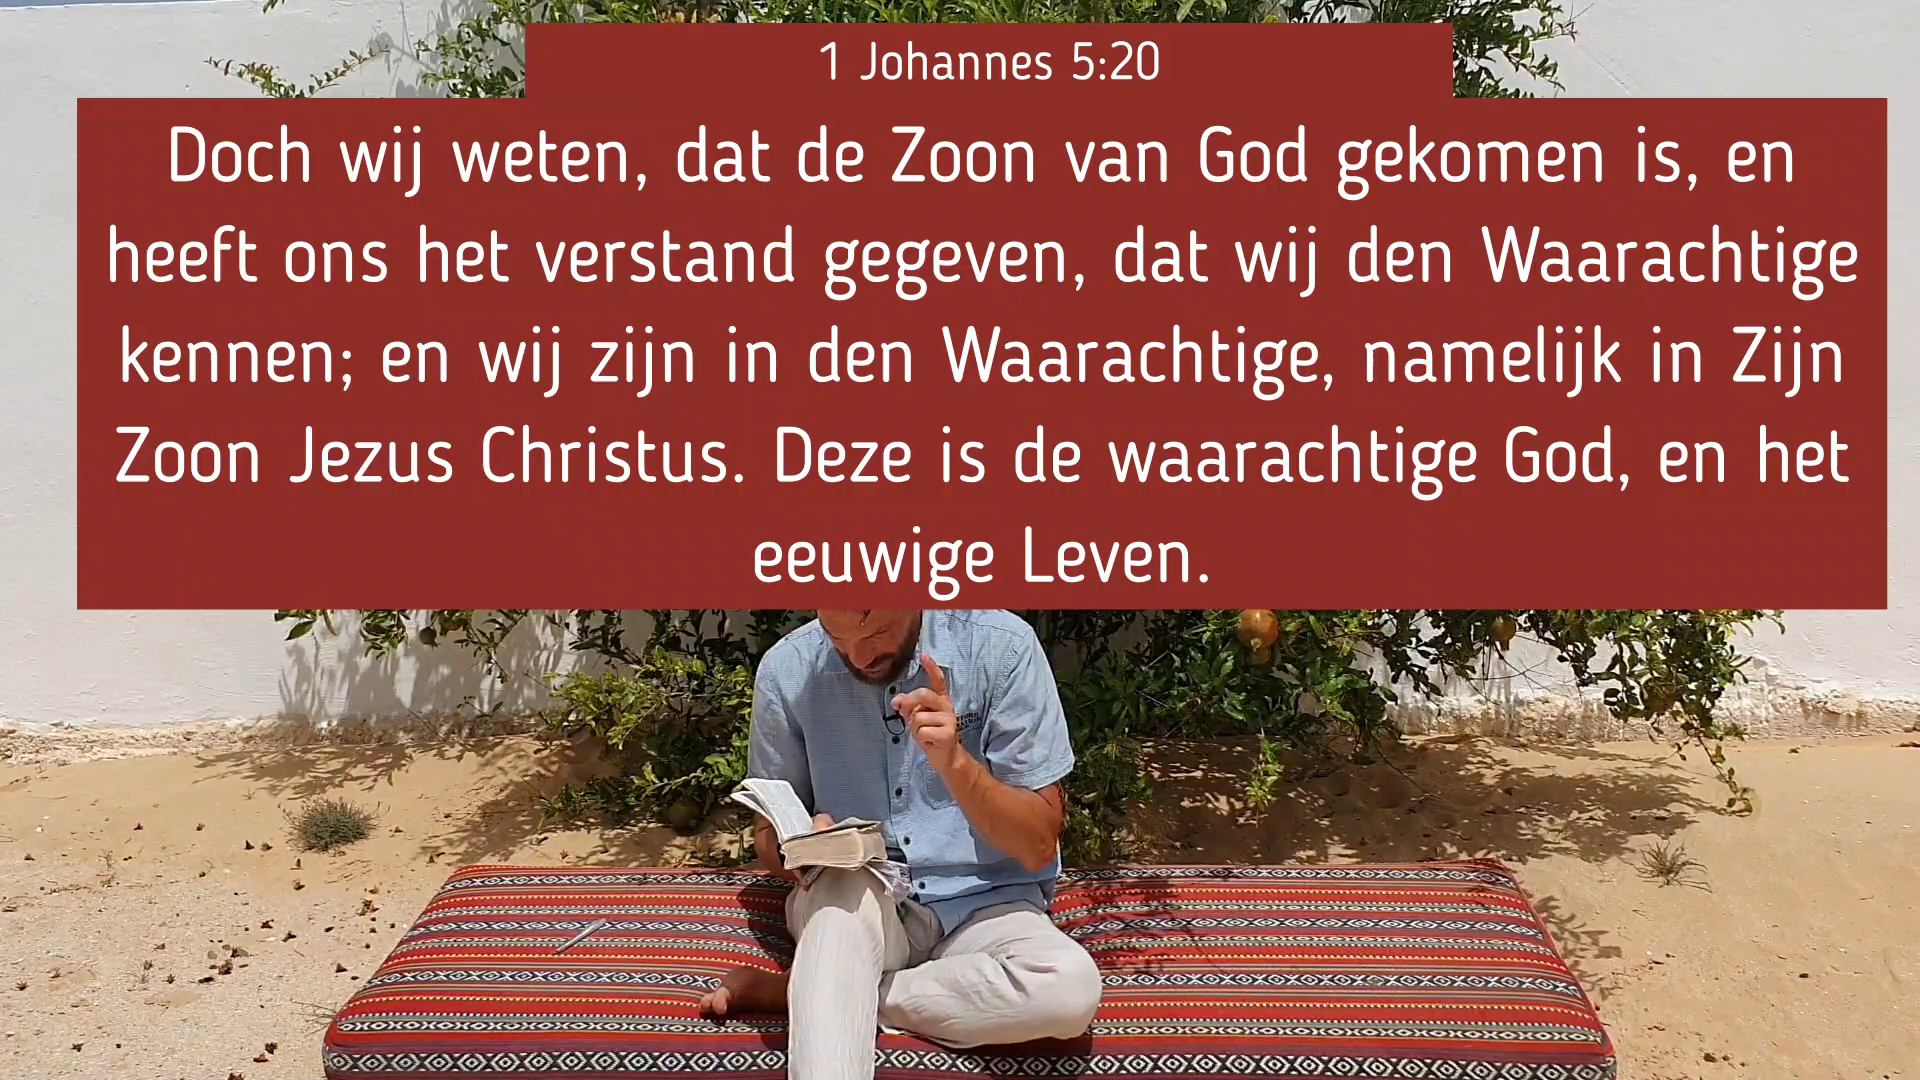 1 Johannes 5:20
Doch wij weten, dat de Zoon van God gekomen is, en
heeft ons het verstand gegeven, dat wij den Waarachtige
kennen; en wij zijn in den Waarachtige, namelijk in Zijn
Zoon Jezus Christus. Deze is de waarachtige God, en het
eeuwige Leven.